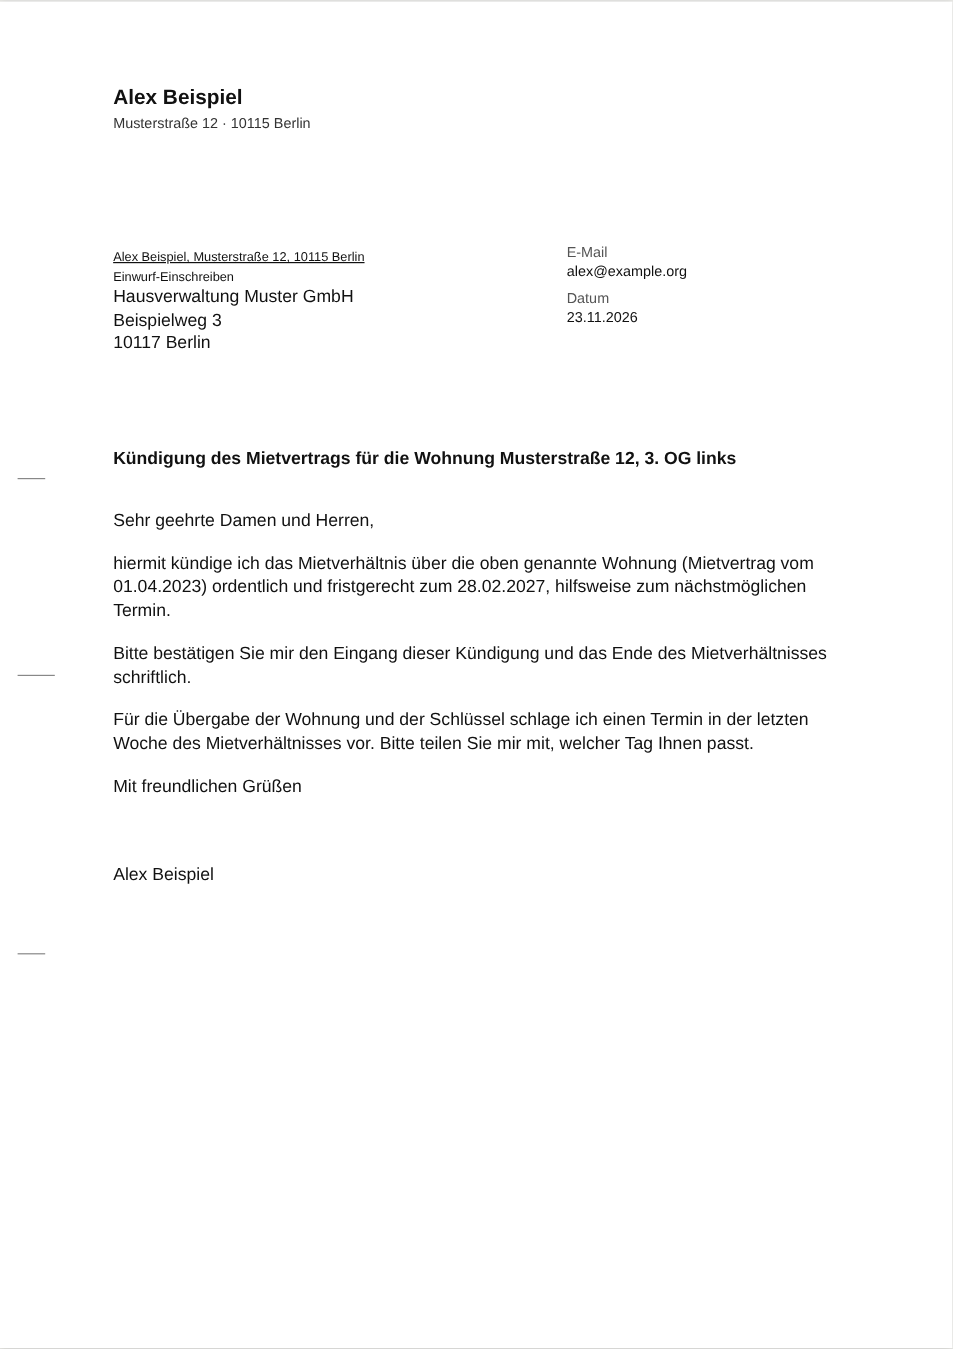 Alex Beispiel
Musterstraße 12 · 10115 Berlin
Alex Beispiel, Musterstraße 12, 10115 Berlin
Einwurf-Einschreiben
Hausverwaltung Muster GmbH
Beispielweg 3
10117 Berlin
E-Mail
alex@example.org
Datum
23.11.2026
Kündigung des Mietvertrags für die Wohnung Musterstraße 12, 3. OG links
Sehr geehrte Damen und Herren,
hiermit kündige ich das Mietverhältnis über die oben genannte Wohnung (Mietvertrag vom
01.04.2023) ordentlich und fristgerecht zum 28.02.2027, hilfsweise zum nächstmöglichen
Termin.
Bitte bestätigen Sie mir den Eingang dieser Kündigung und das Ende des Mietverhältnisses
schriftlich.
Für die Übergabe der Wohnung und der Schlüssel schlage ich einen Termin in der letzten
Woche des Mietverhältnisses vor. Bitte teilen Sie mir mit, welcher Tag Ihnen passt.
Mit freundlichen Grüßen
Alex Beispiel